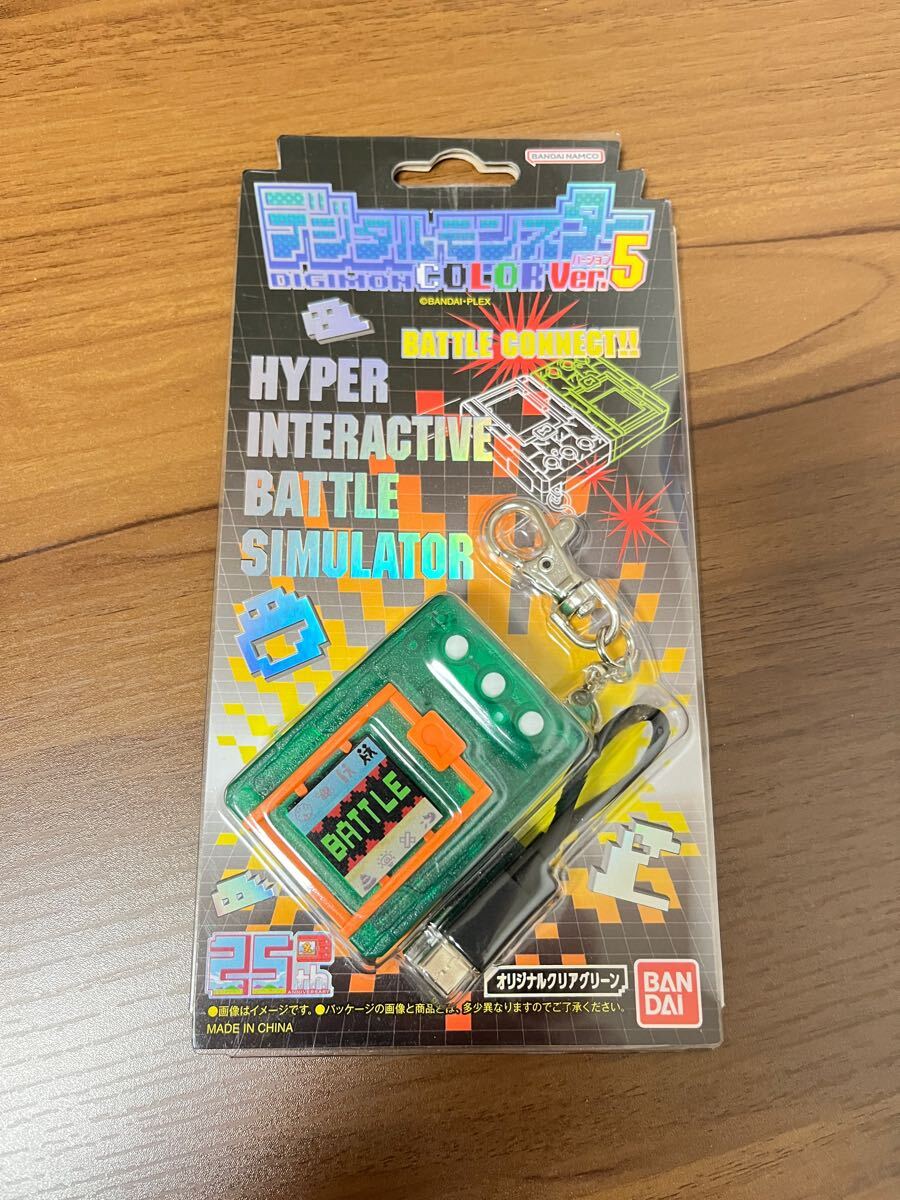 BANDAI NAMCO
デジタルモンスター
DIGIMON COLOR Ver.5
バージョン
©BANDAI・PLEX
BATTLE CONNECT!!
HYPER
INTERACTIVE
BATTLE
SIMULATOR
BATTLE
25th
ANNIVERSARY
オリジナルクリアグリーン
BAN
DAI
●画像はイメージです。●パッケージの画像と商品とは、多少異なりますのでご了承ください。
MADE IN CHINA